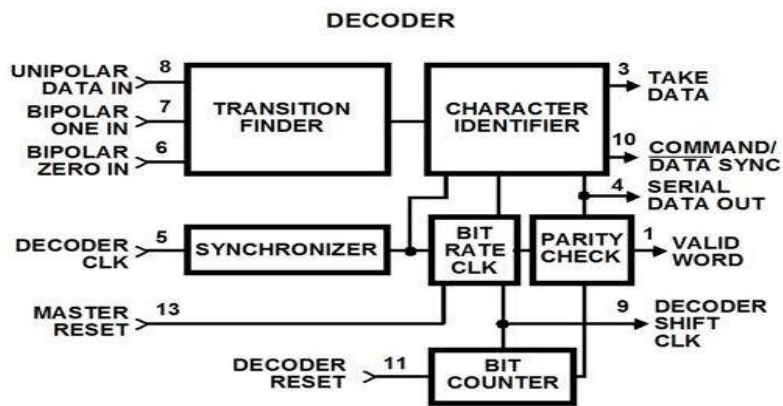 DECODER
UNIPOLAR
DATA IN
8
BIPOLAR
ONE IN
7
BIPOLAR
ZERO IN
6
TRANSITION
FINDER
CHARACTER
IDENTIFIER
3
TAKE
DATA
10
COMMAND/
DATA SYNC
4
SERIAL
DATA OUT
DECODER
CLK
5
SYNCHRONIZER
BIT
RATE
CLK
PARITY
CHECK
1
VALID
WORD
MASTER
RESET
13
9
DECODER
SHIFT
CLK
DECODER
RESET
11
BIT
COUNTER